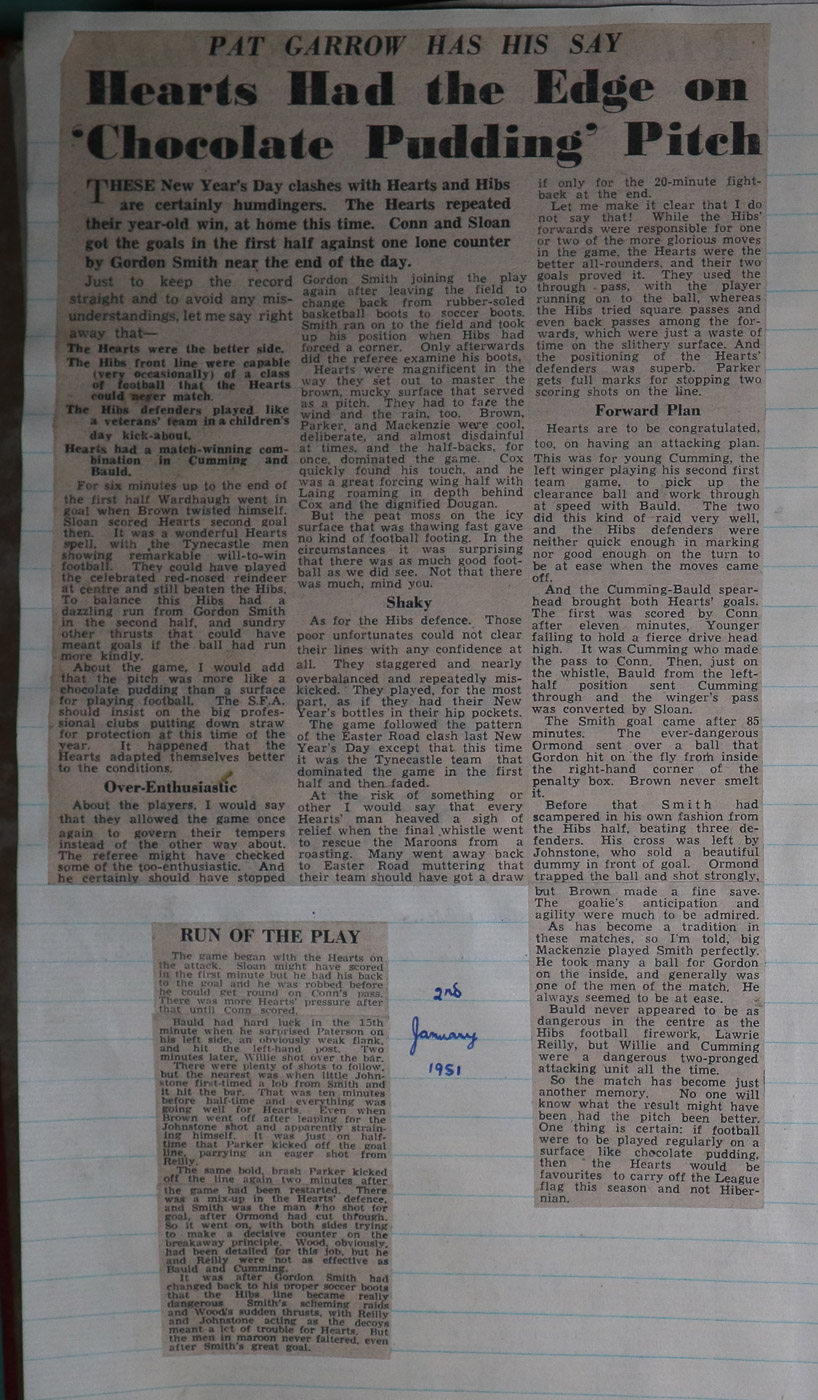 PAT GARROW HAS HIS SAY
Hearts Had the Edge on
'Chocolate Pudding' Pitch
THESE New Year's Day clashes with Hearts and Hibs
are certainly humdingers. The Hearts repeated
their year-old win, at home this time. Conn and Sloan
got the goals in the first half against one lone counter
by Gordon Smith near the end of the day.
Just to keep the record
straight and to avoid any mis-
understandings, let me say right
away that—
The Hearts were the better side.
The Hibs front line were capable
(very occasionally) of a class
of football that the Hearts
could never match.
The Hibs defenders played like
a veterans' team in a children's
day kick-about.
Hearts had a match-winning com-
bination in Cumming and
Bauld.
For six minutes up to the end of
the first half Wardhaugh went in
goal when Brown twisted himself.
Sloan scored Hearts second goal
then. It was a wonderful Hearts
spell, with the Tynecastle men
showing remarkable will-to-win
football. They could have played
the celebrated red-nosed reindeer
at centre and still beaten the Hibs.
To balance this Hibs had a
dazzling run from Gordon Smith
in the second half, and sundry
other thrusts that could have
meant goals if the ball had run
more kindly.
About the game, I would add
that the pitch was more like a
chocolate pudding than a surface
for playing football. The S.F.A.
should insist on the big profes-
sional clubs putting down straw
for protection at this time of the
year. It happened that the
Hearts adapted themselves better
to the conditions.
Over-Enthusiastic
About the players, I would say
that they allowed the game once
again to govern their tempers
instead of the other way about.
The referee might have checked
some of the too-enthusiastic. And
he certainly should have stopped
Gordon Smith joining the play
again after leaving the field to
change back from rubber-soled
basketball boots to soccer boots.
Smith ran on to the field and took
up his position when Hibs had
forced a corner. Only afterwards
did the referee examine his boots.
Hearts were magnificent in the
way they set out to master the
brown, mucky surface that served
as a pitch. They had to face the
wind and the rain, too. Brown,
Parker, and Mackenzie were cool,
deliberate, and almost disdainful
at times, and the half-backs, for
once, dominated the game. Cox
quickly found his touch, and he
was a great forcing wing half with
Laing roaming in depth behind
Cox and the dignified Dougan.
But the peat moss on the icy
surface that was thawing fast gave
no kind of football footing. In the
circumstances it was surprising
that there was as much good foot-
ball as we did see. Not that there
was much, mind you.
Shaky
As for the Hibs defence. Those
poor unfortunates could not clear
their lines with any confidence at
all. They staggered and nearly
overbalanced and repeatedly mis-
kicked. They played, for the most
part, as if they had their New
Year's bottles in their hip pockets.
The game followed the pattern
of the Easter Road clash last New
Year's Day except that this time
it was the Tynecastle team that
dominated the game in the first
half and then faded.
At the risk of something or
other I would say that every
Hearts' man heaved a sigh of
relief when the final whistle went
to rescue the Maroons from a
roasting. Many went away back
to Easter Road muttering that
their team should have got a draw
if only for the 20-minute fight-
back at the end.
Let me make it clear that I do
not say that! While the Hibs'
forwards were responsible for one
or two of the more glorious moves
in the game, the Hearts were the
better all-rounders, and their two
goals proved it. They used the
through pass, with the player
running on to the ball, whereas
the Hibs tried square passes and
even back passes among the for-
wards, which were just a waste of
time on the slithery surface. And
the positioning of the Hearts'
defenders was superb. Parker
gets full marks for stopping two
scoring shots on the line.
Forward Plan
Hearts are to be congratulated,
too, on having an attacking plan.
This was for young Cumming, the
left winger playing his second first
team game, to pick up the
clearance ball and work through
at speed with Bauld. The two
did this kind of raid very well,
and the Hibs defenders were
neither quick enough in marking
nor good enough on the turn to
be at ease when the moves came
off.
And the Cumming-Bauld spear-
head brought both Hearts' goals.
The first was scored by Conn
after eleven minutes, Younger
failing to hold a fierce drive head
high. It was Cumming who made
the pass to Conn. Then, just on
the whistle, Bauld from the left-
half position sent Cumming
through and the winger's pass
was converted by Sloan.
The Smith goal came after 85
minutes. The ever-dangerous
Ormond sent over a ball that
Gordon hit on the fly from inside
the right-hand corner of the
penalty box. Brown never smelt
it.
Before that Smith had
scampered in his own fashion from
the Hibs half, beating three de-
fenders. His cross was left by
Johnstone, who sold a beautiful
dummy in front of goal. Ormond
trapped the ball and shot strongly,
but Brown made a fine save.
The goalie's anticipation and
agility were much to be admired.
As has become a tradition in
these matches, so I'm told, big
Mackenzie played Smith perfectly.
He took many a ball for Gordon
on the inside, and generally was
one of the men of the match. He
always seemed to be at ease.
Bauld never appeared to be as
dangerous in the centre as the
Hibs football firework, Lawrie
Reilly, but Willie and Cumming
were a dangerous two-pronged
attacking unit all the time.
So the match has become just
another memory. No one will
know what the result might have
been had the pitch been better.
One thing is certain: if football
were to be played regularly on a
surface like chocolate pudding,
then the Hearts would be
favourites to carry off the League
flag this season and not Hiber-
nian.
RUN OF THE PLAY
The game began with the Hearts on
the attack. Sloan might have scored
in the first minute but he had his back
to the goal and he was robbed before
he could get round on Conn's pass.
There was more Hearts' pressure after
that until Conn scored.
Bauld had hard luck in the 15th
minute when he surprised Paterson on
his left side, an obviously weak flank,
and hit the left-hand post. Two
minutes later, Willie shot over the bar.
There were plenty of shots to follow,
but the nearest was when little John-
stone first-timed a lob from Smith and
it hit the bar. That was ten minutes
before half-time and everything was
going well for Hearts. Even when
Brown went off after leaping for the
Johnstone shot and apparently strain-
ing himself. It was just on half-
time that Parker kicked off the goal
line, parrying an eager shot from
Reilly.
The same bold, brash Parker kicked
off the line again two minutes after
the game had been restarted. There
was a mix-up in the Hearts' defence,
and Smith was the man who shot for
goal, after Ormond had cut through.
So it went on, with both sides trying
to make a decisive counter on the
breakaway principle. Wood, obviously,
had been detailed for this job, but he
and Reilly were not as effective as
Bauld and Cumming.
It was after Gordon Smith had
changed back to his proper soccer boots
that the Hibs line became really
dangerous Smith's scheming raids
and Wood's sudden thrusts, with Reilly
and Johnstone acting as the decoys
meant a lot of trouble for Hearts. But
the men in maroon never faltered, even
after Smith's great goal.
2nd
January
1951